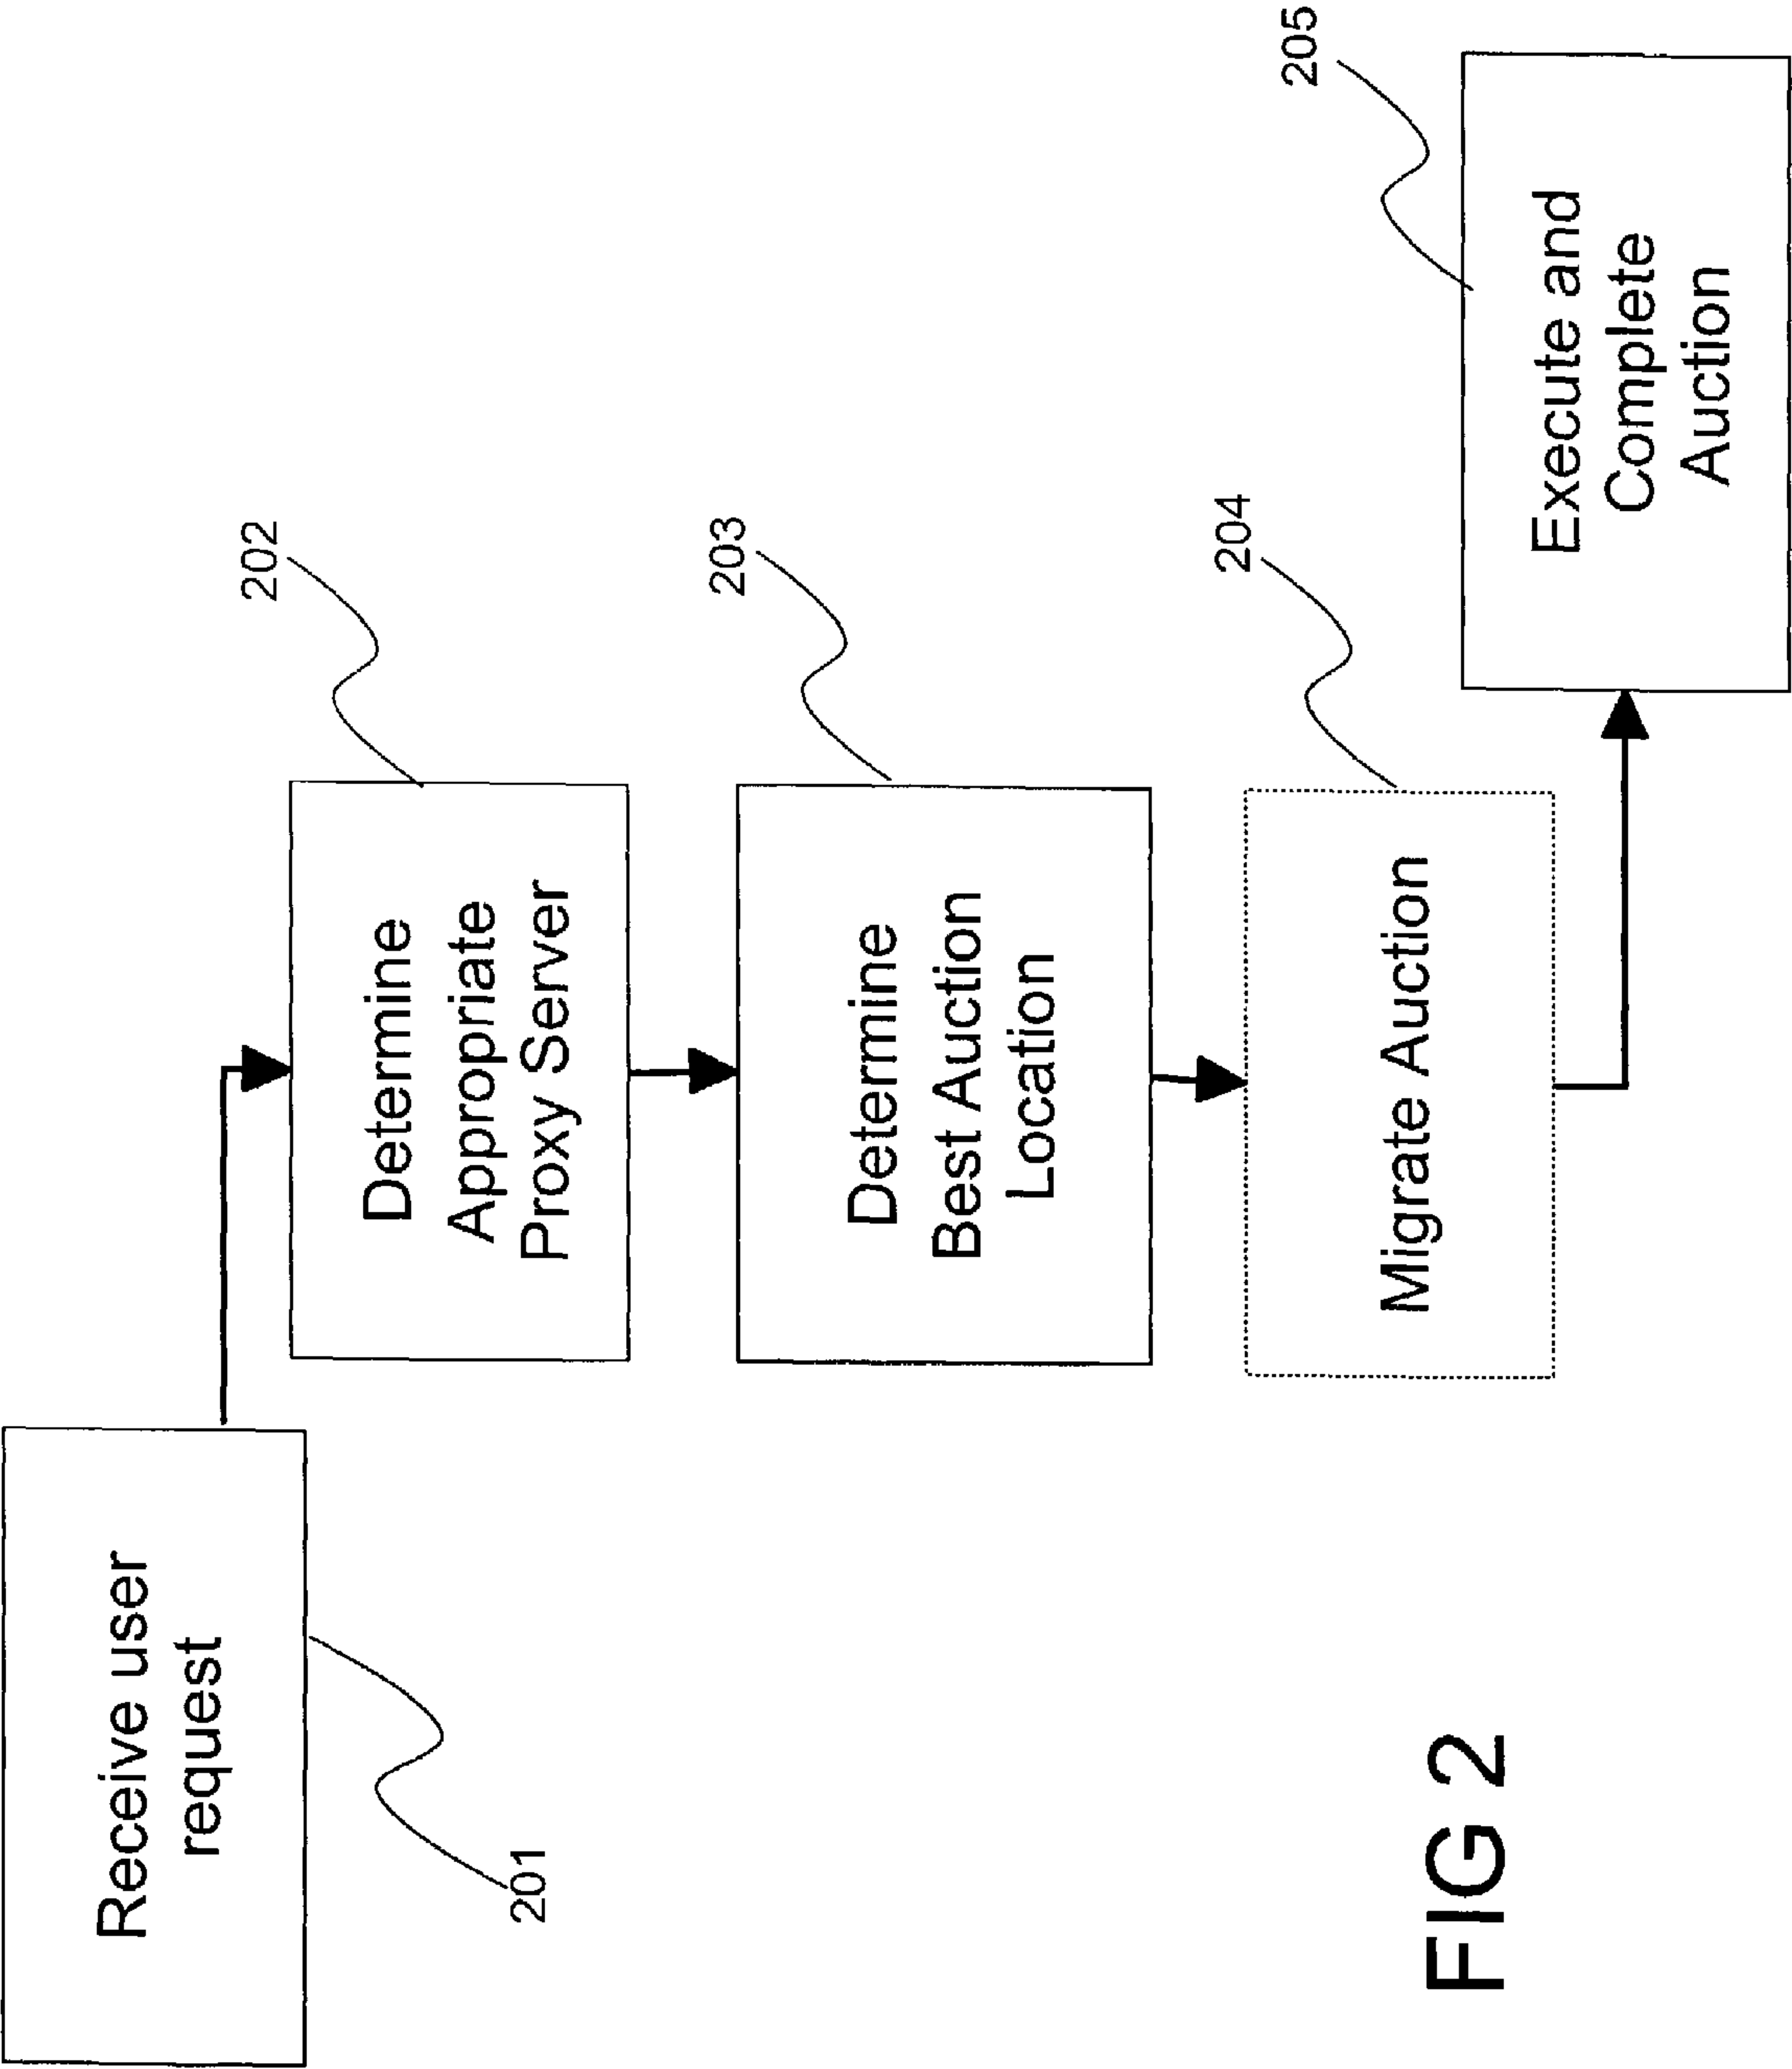 Receive user
request
201
202
Determine
Appropriate
Proxy Server
203
Determine
Best Auction
Location
204
Migrate Auction
205
Execute and
Complete
Auction
FIG 2